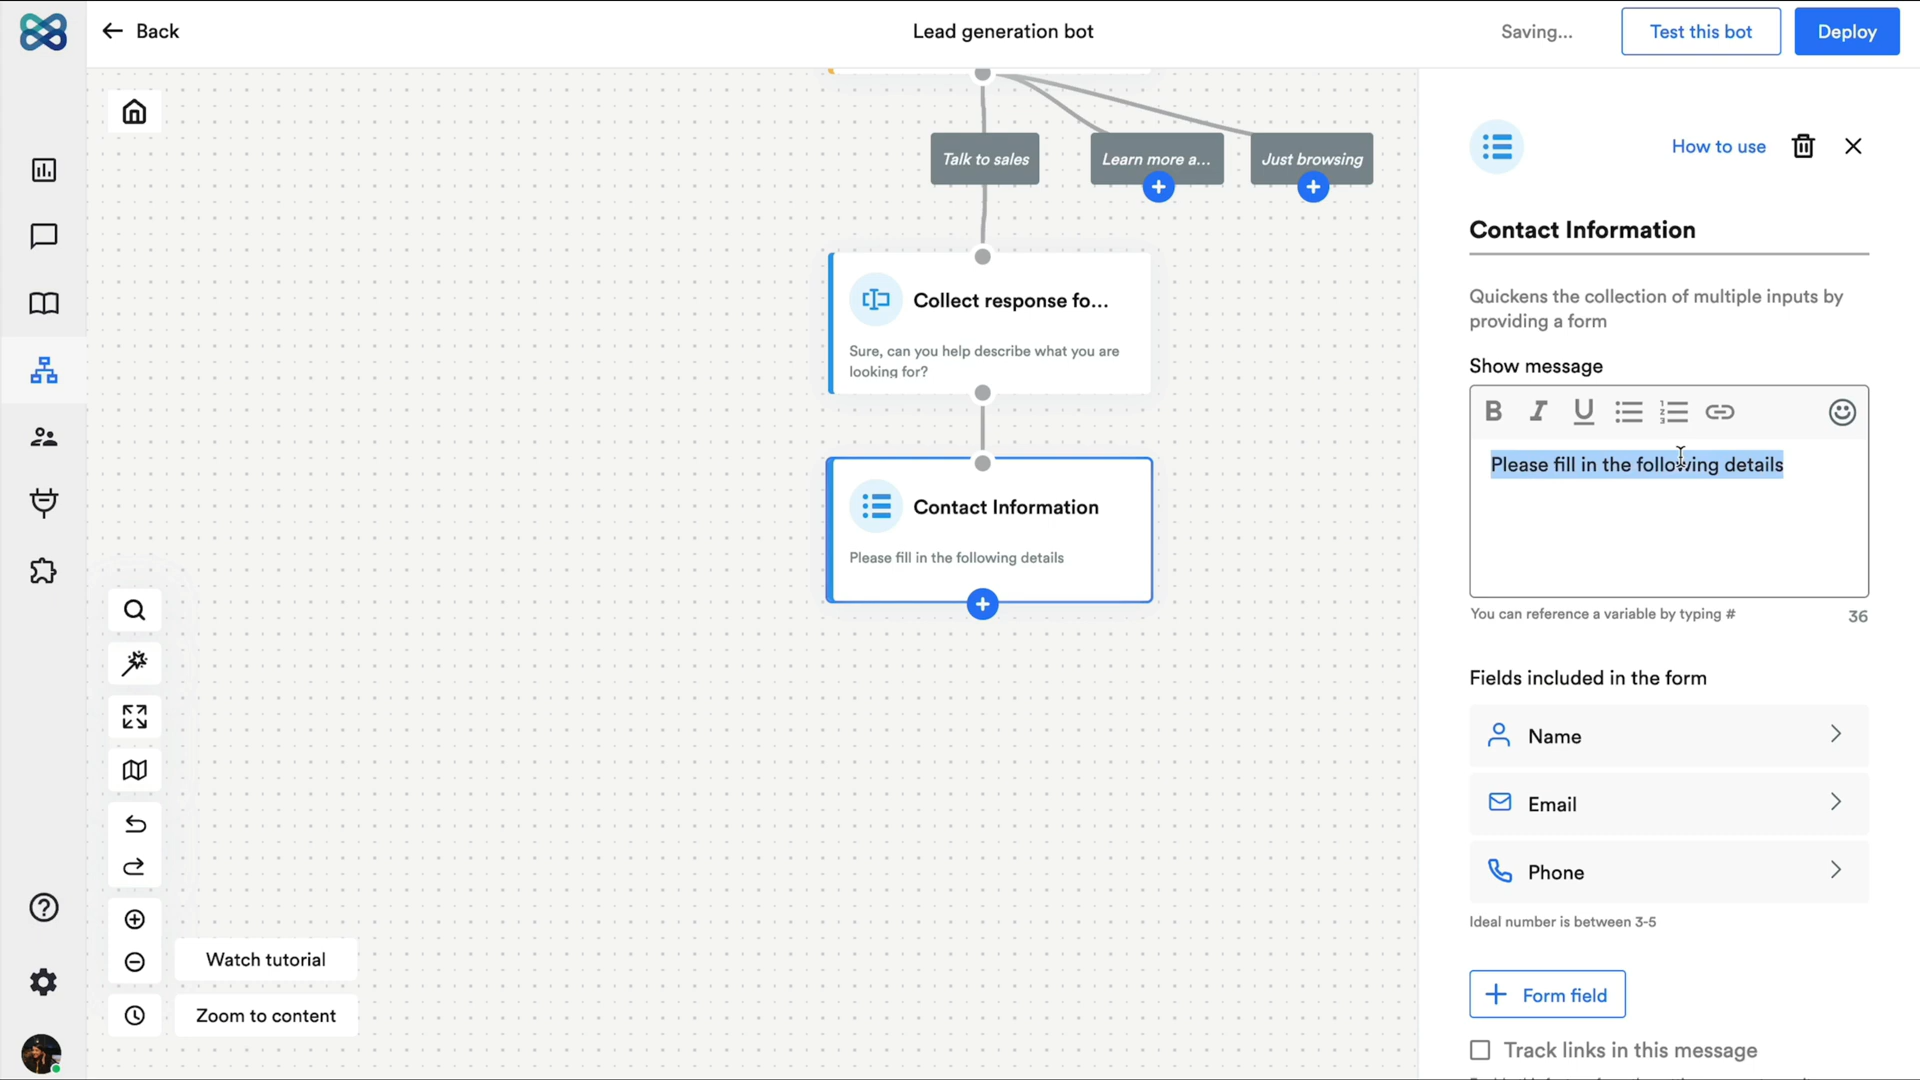 Back
Lead generation bot
Saving...
Test this bot
Deploy
Talk to sales
Learn more a...
Just browsing
Collect response fo...
Sure, can you help describe what you are
looking for?
Contact Information
Please fill in the following details
Watch tutorial
Zoom to content
How to use
Contact Information
Quickens the collection of multiple inputs by
providing a form
Show message
B I U
Please fill in the following details
You can reference a variable by typing #
36
Fields included in the form
Name
Email
Phone
Ideal number is between 3-5
Form field
Track links in this message